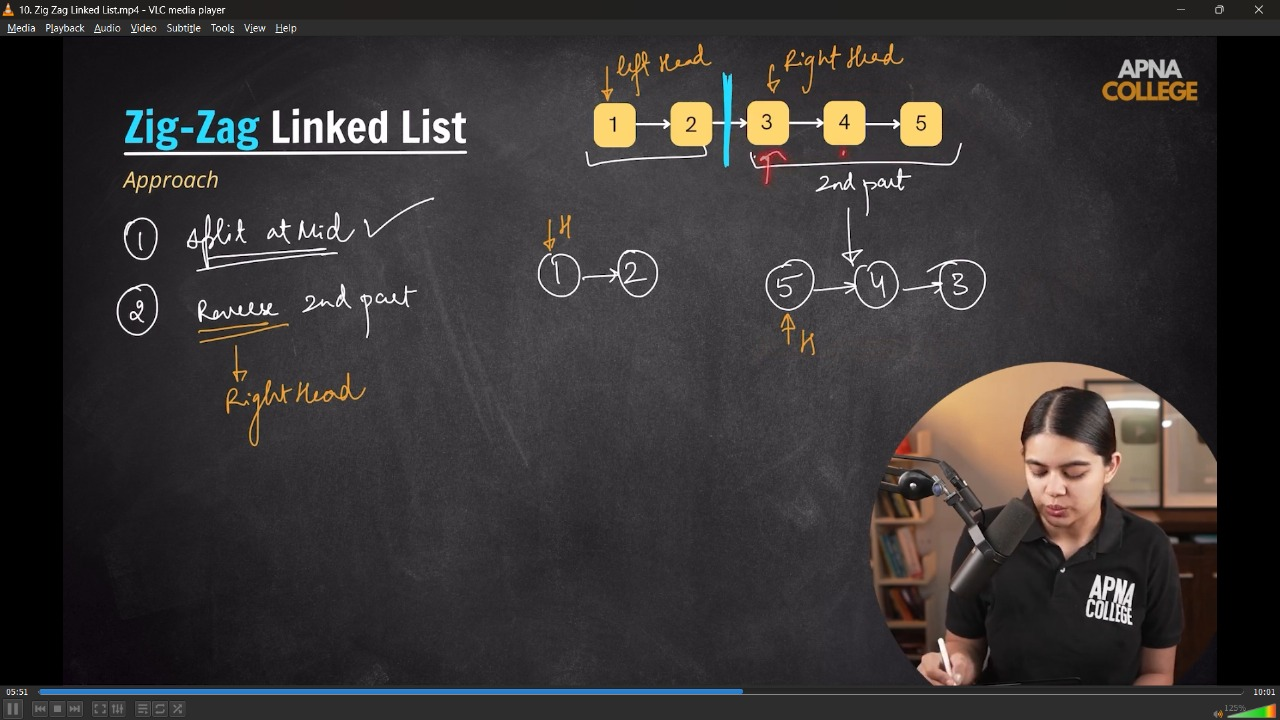 10. Zig Zag Linked List.mp4 - VLC media player
Media Playback Audio Video Subtitle Tools View Help
left Head
Right Head
APNA
COLLEGE
1 2 3 4 5
Zig-Zag Linked List
Approach
2nd part
1 Split at Mid
H
1 2
5 4 3
H
2 Reverse 2nd part
Right Head
APNA
COLLEGE
05:51
10:01
125%